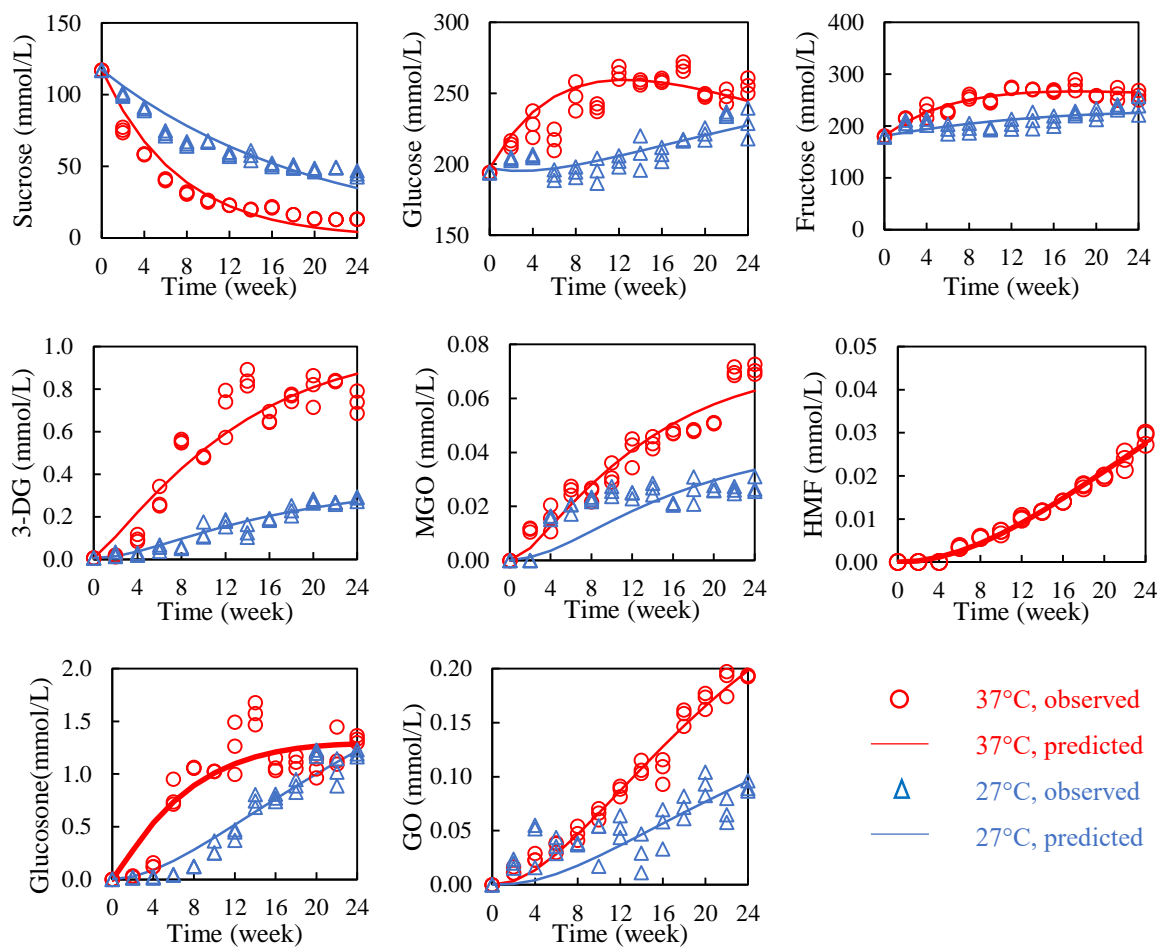 150
100
50
0
0 4 8 12 16 20 24
Sucrose (mmol/L)
Time (week)
300
250
200
150
0 4 8 12 16 20 24
Glucose (mmol/L)
Time (week)
400
300
200
100
0
0 4 8 12 16 20 24
Fructose (mmol/L)
Time (week)
1.0
0.8
0.6
0.4
0.2
0.0
0 4 8 12 16 20 24
3-DG (mmol/L)
Time (week)
0.08
0.06
0.04
0.02
0.00
0 4 8 12 16 20 24
MGO (mmol/L)
Time (week)
0.05
0.04
0.03
0.02
0.01
0.00
0 4 8 12 16 20 24
HMF (mmol/L)
Time (week)
2.0
1.5
1.0
0.5
0.0
0 4 8 12 16 20 24
Glucosone(mmol/L)
Time (week)
0.20
0.15
0.10
0.05
0.00
0 4 8 12 16 20 24
GO (mmol/L)
Time (week)
37°C, observed
37°C, predicted
27°C, observed
27°C, predicted